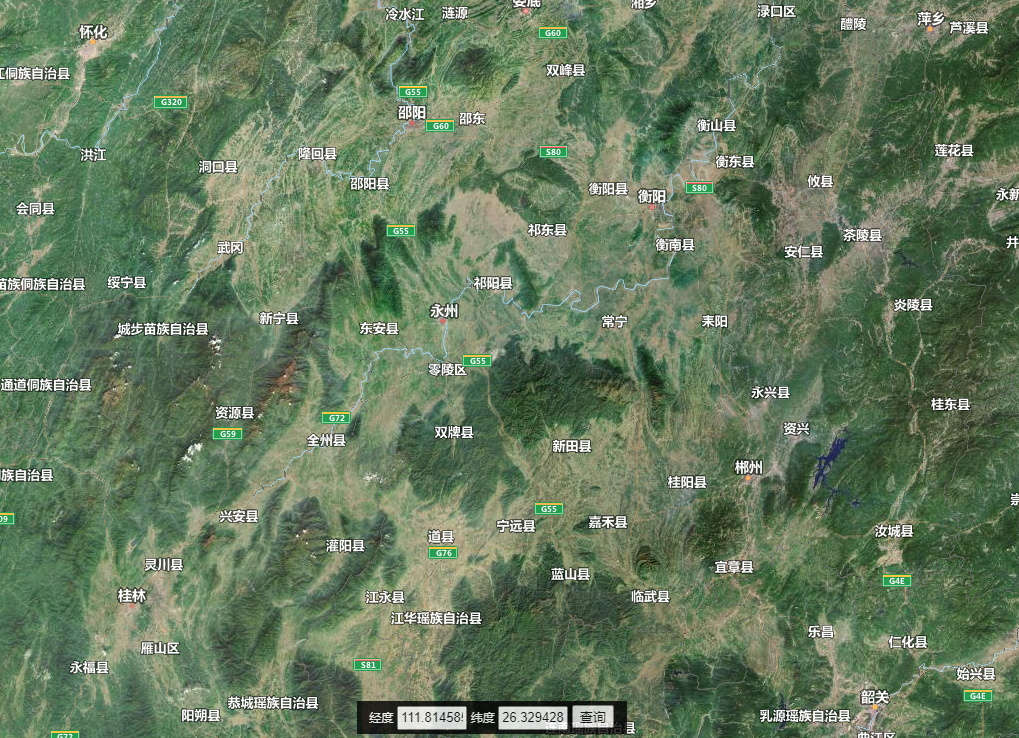 冷水江
涟源
娄底
湘乡
渌口区
醴陵
萍乡
芦溪县
怀化
G60
双峰县
江侗族自治县
G320
G55
邵阳
G60
邵东
衡山县
洪江
洞口县
隆回县
S80
衡东县
莲花县
邵阳县
衡阳县
衡阳
S80
攸县
永新
会同县
武冈
G55
祁东县
衡南县
茶陵县
安仁县
井
苗族侗族自治县
绥宁县
祁阳县
永州
炎陵县
城步苗族自治县
新宁县
东安县
常宁
耒阳
通道侗族自治县
零陵区
G55
永兴县
桂东县
资源县
G59
G72
全州县
双牌县
新田县
资兴
族自治县
桂阳县
郴州
崇
09
兴安县
G55
宁远县
嘉禾县
道县
G76
灌阳县
汝城县
灵川县
蓝山县
宜章县
G4E
桂林
江永县
江华瑶族自治县
临武县
雁山区
永福县
S81
乐昌
仁化县
始兴县
G4E
恭城瑶族自治县
阳朔县
韶关
乳源瑶族自治县
曲江区
G72
经度 111.81458 纬度 26.329428 查询